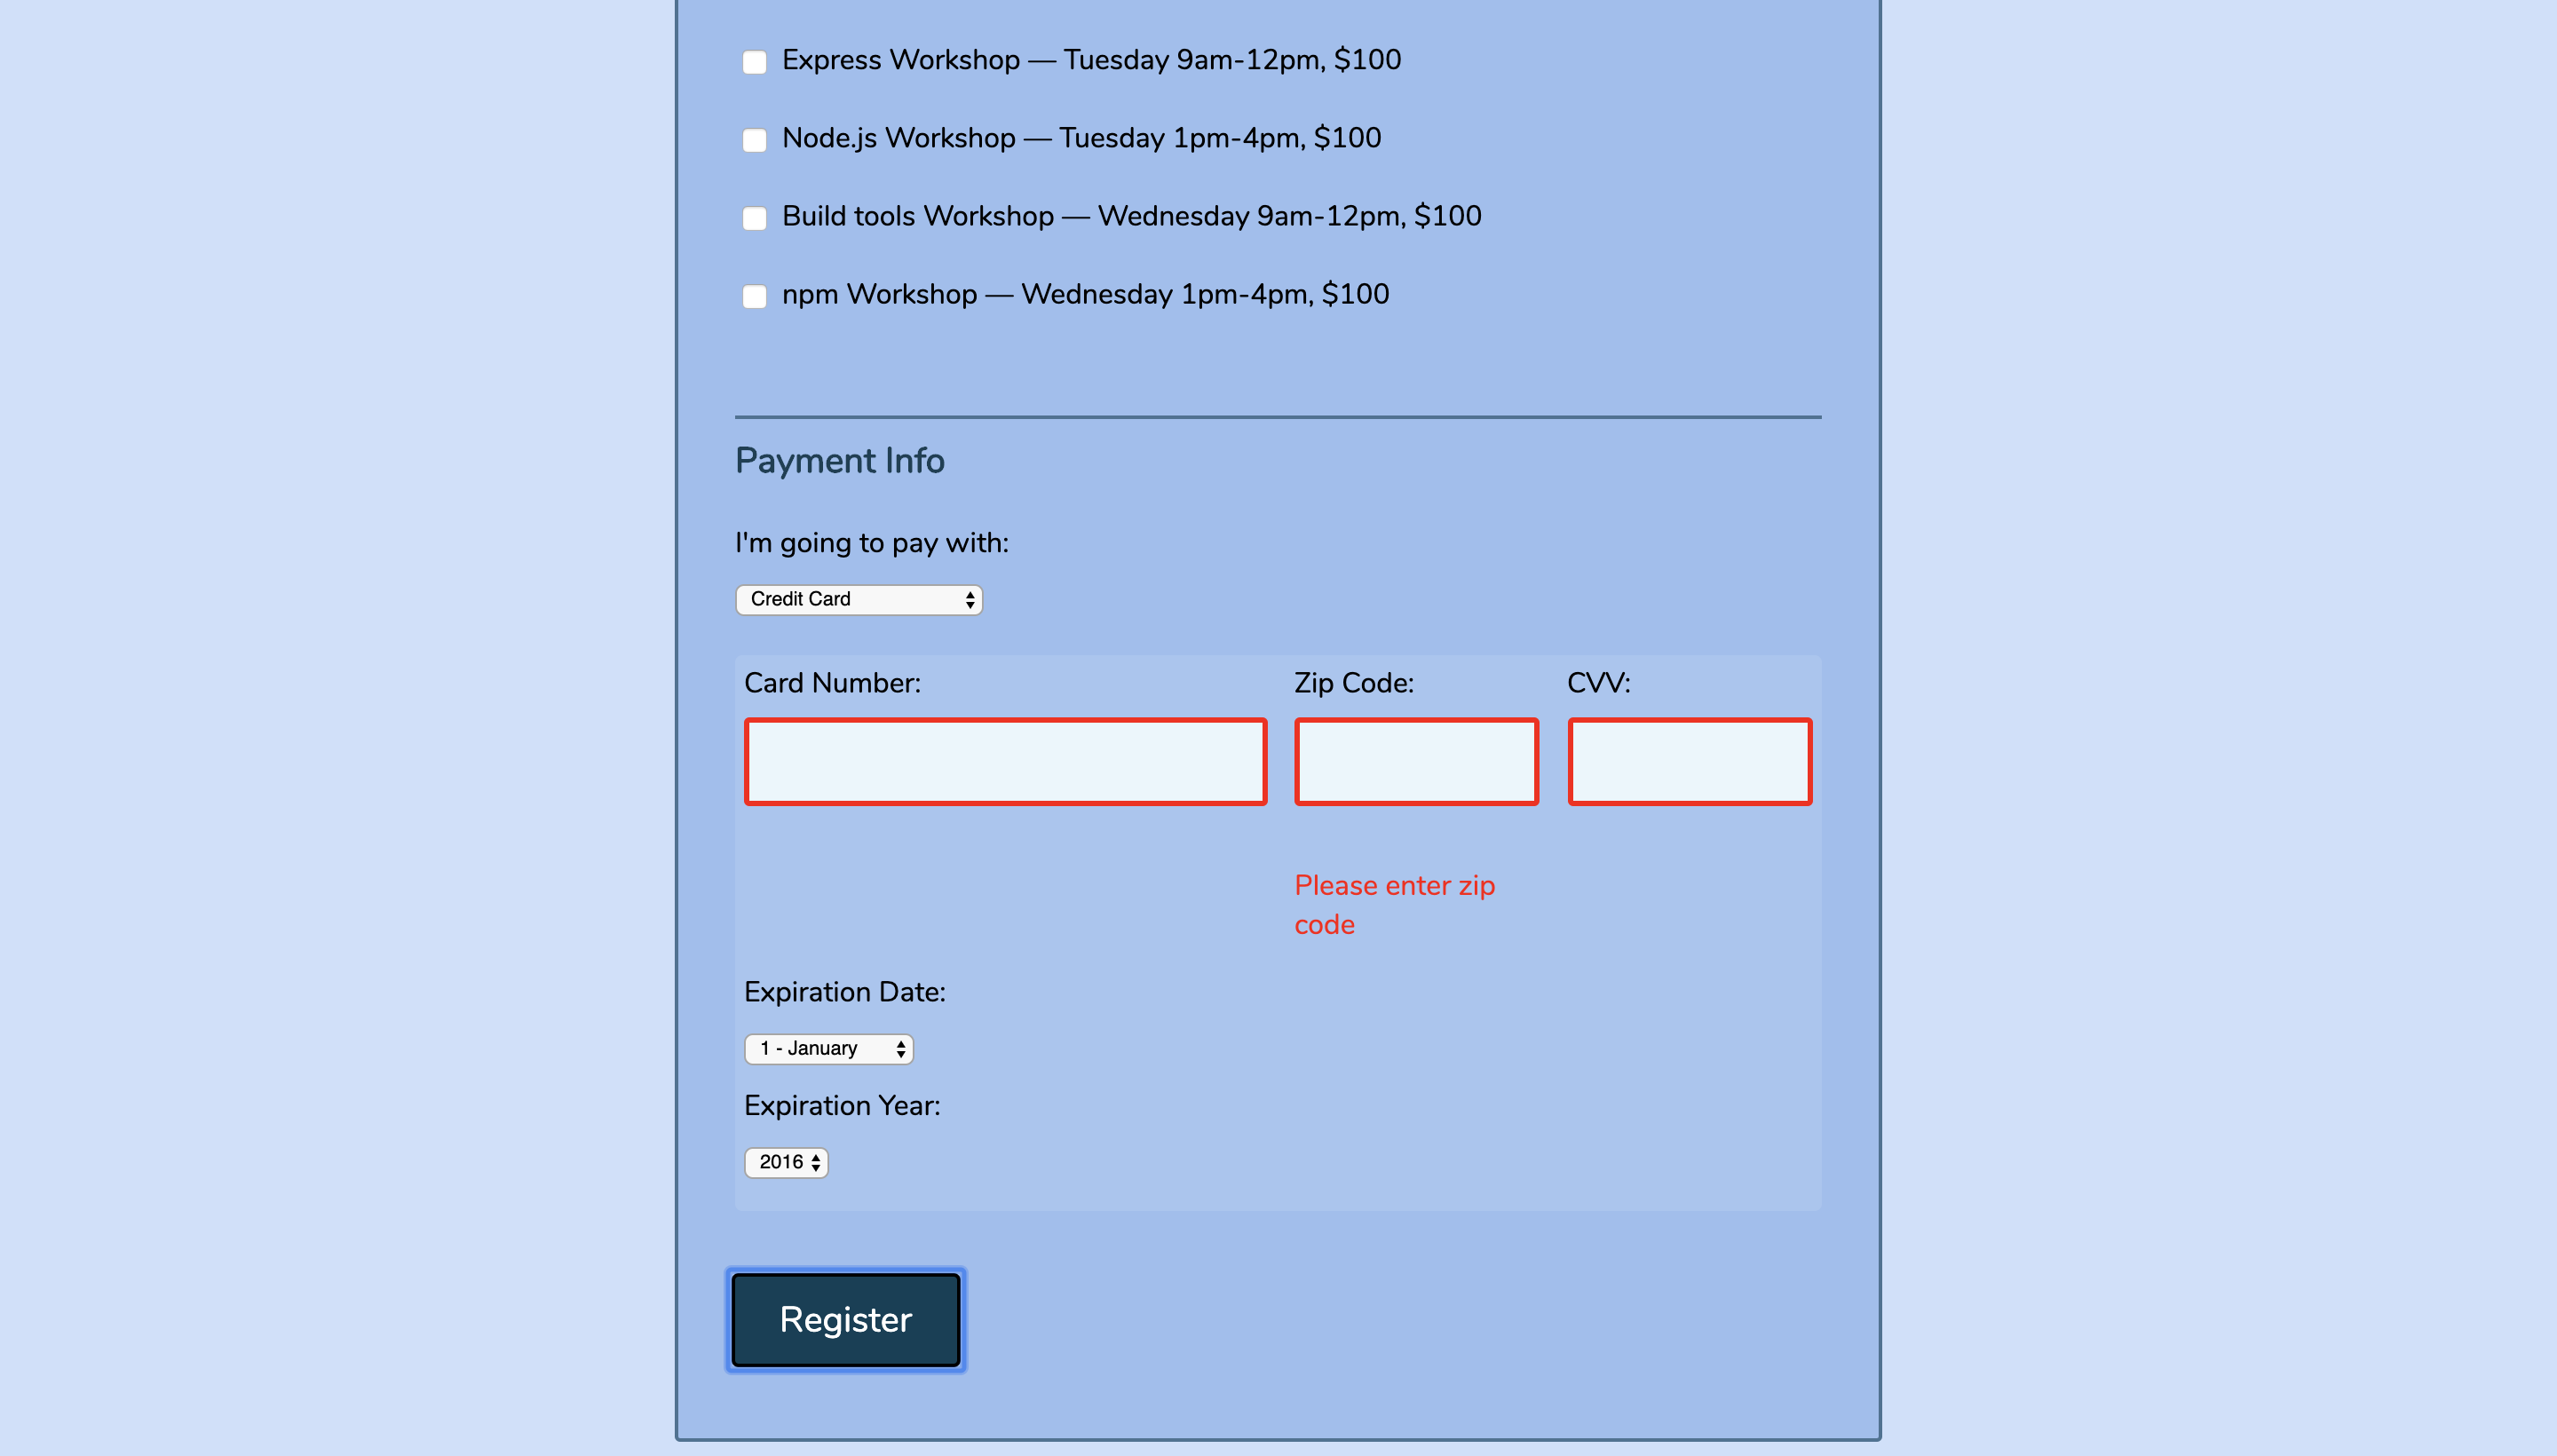 Express Workshop — Tuesday 9am-12pm, $100
Node.js Workshop — Tuesday 1pm-4pm, $100
Build tools Workshop — Wednesday 9am-12pm, $100
npm Workshop — Wednesday 1pm-4pm, $100
Payment Info
I'm going to pay with:
Credit Card
Card Number:
Zip Code:
CVV:
Please enter zip
code
Expiration Date:
1 - January
Expiration Year:
2016
Register